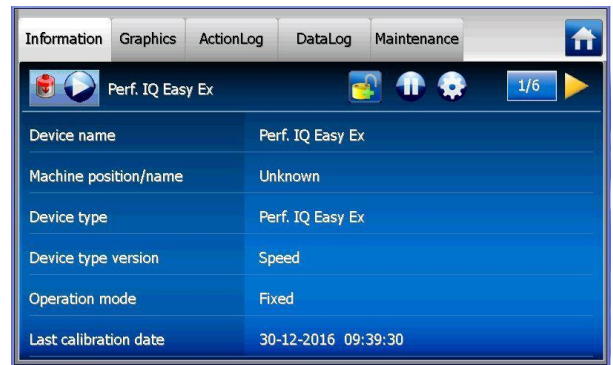 Information Graphics ActionLog DataLog Maintenance
Perf. IQ Easy Ex 1/6
Device name Perf. IQ Easy Ex
Machine position/name Unknown
Device type Perf. IQ Easy Ex
Device type version Speed
Operation mode Fixed
Last calibration date 30-12-2016 09:39:30